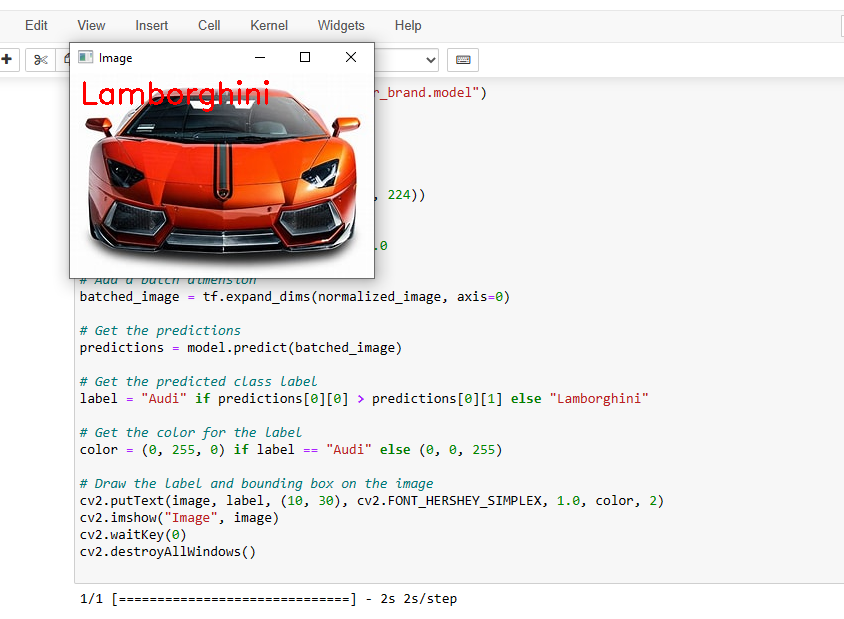 Edit View Insert Cell Kernel Widgets Help
Image
Lamborghini
r_brand.model")
, 224))
.0
# Add a batch dimension
batched_image = tf.expand_dims(normalized_image, axis=0)
# Get the predictions
predictions = model.predict(batched_image)
# Get the predicted class label
label = "Audi" if predictions[0][0] > predictions[0][1] else "Lamborghini"
# Get the color for the label
color = (0, 255, 0) if label == "Audi" else (0, 0, 255)
# Draw the label and bounding box on the image
cv2.putText(image, label, (10, 30), cv2.FONT_HERSHEY_SIMPLEX, 1.0, color, 2)
cv2.imshow("Image", image)
cv2.waitKey(0)
cv2.destroyAllWindows()
1/1 [==============================] - 2s 2s/step